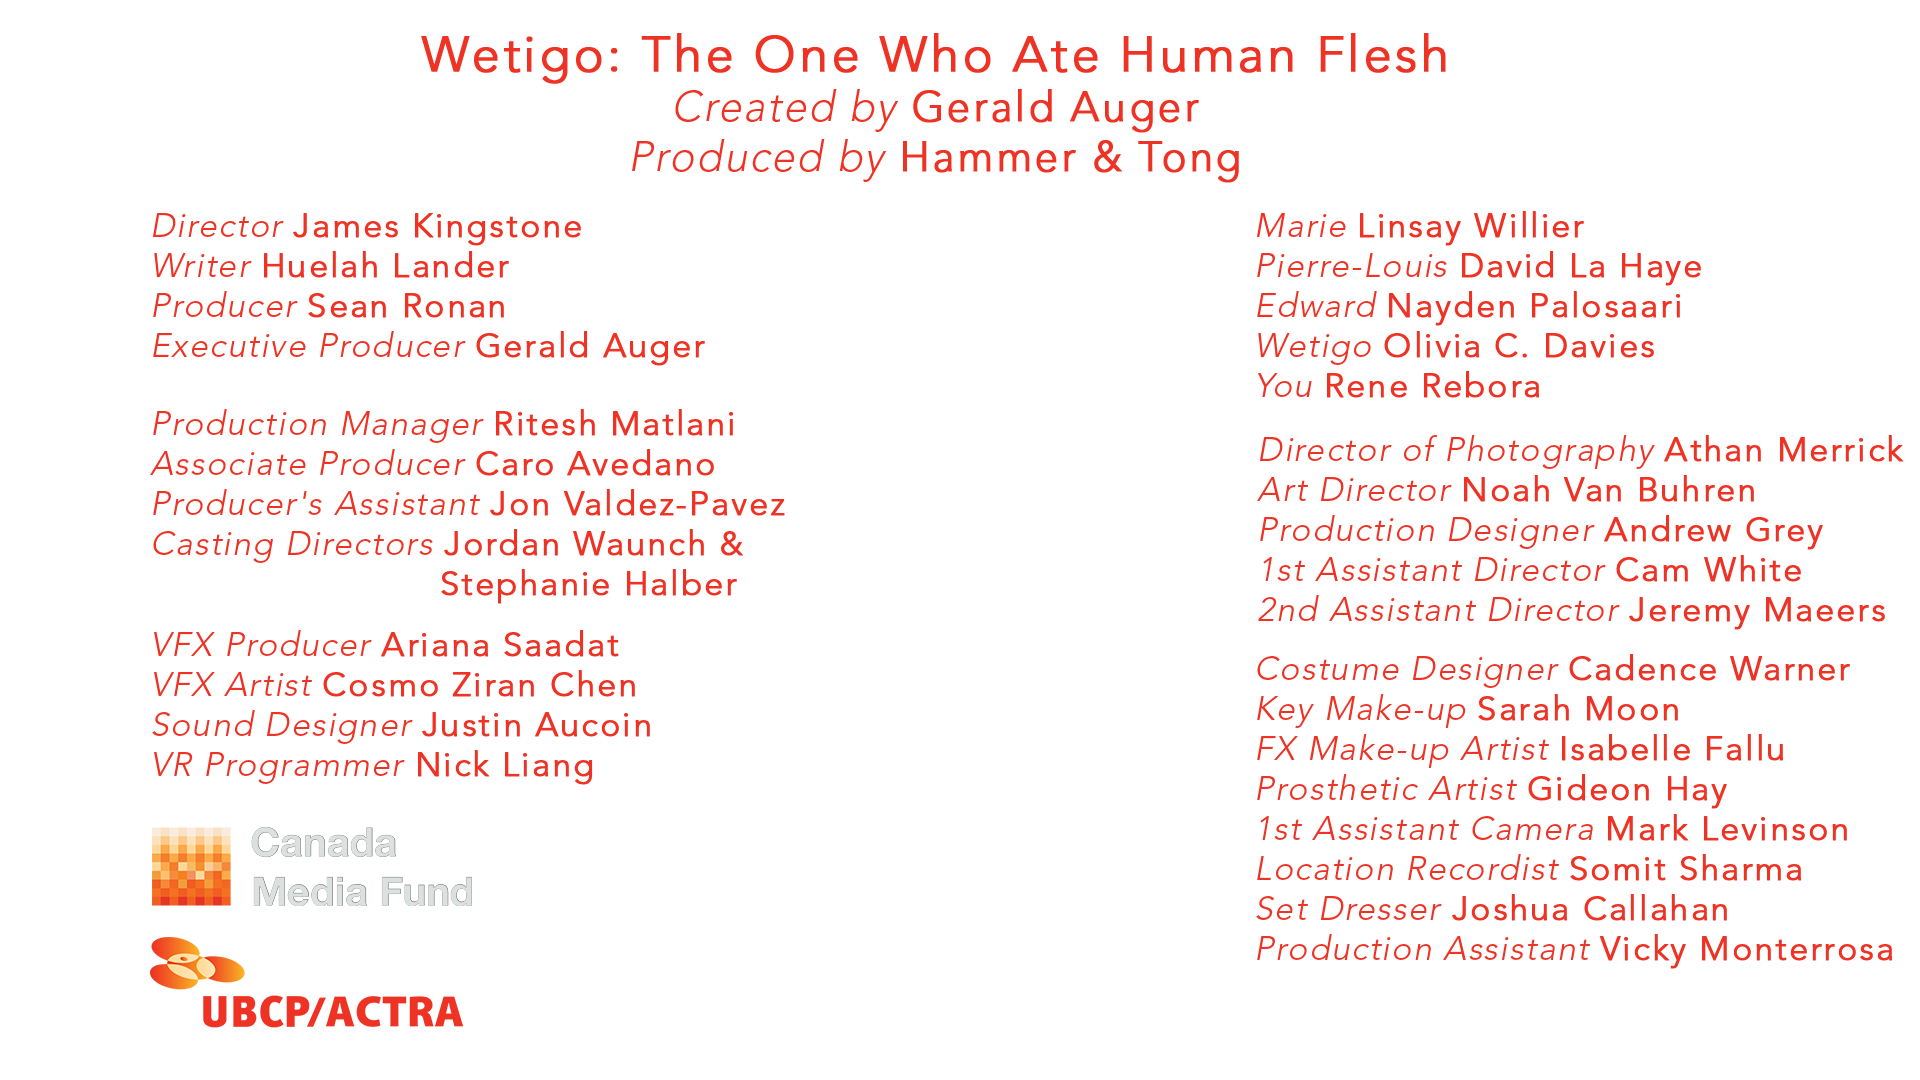 Wetigo: The One Who Ate Human Flesh
Created by Gerald Auger
Produced by Hammer & Tong
Director James Kingstone
Writer Huelah Lander
Producer Sean Ronan
Executive Producer Gerald Auger
Production Manager Ritesh Matlani
Associate Producer Caro Avedano
Producer's Assistant Jon Valdez-Pavez
Casting Directors Jordan Waunch &
Stephanie Halber
VFX Producer Ariana Saadat
VFX Artist Cosmo Ziran Chen
Sound Designer Justin Aucoin
VR Programmer Nick Liang
Canada
Media Fund
UBCP/ACTRA
Marie Linsay Willier
Pierre-Louis David La Haye
Edward Nayden Palosaari
Wetigo Olivia C. Davies
You Rene Rebora
Director of Photography Athan Merrick
Art Director Noah Van Buhren
Production Designer Andrew Grey
1st Assistant Director Cam White
2nd Assistant Director Jeremy Maeers
Costume Designer Cadence Warner
Key Make-up Sarah Moon
FX Make-up Artist Isabelle Fallu
Prosthetic Artist Gideon Hay
1st Assistant Camera Mark Levinson
Location Recordist Somit Sharma
Set Dresser Joshua Callahan
Production Assistant Vicky Monterrosa